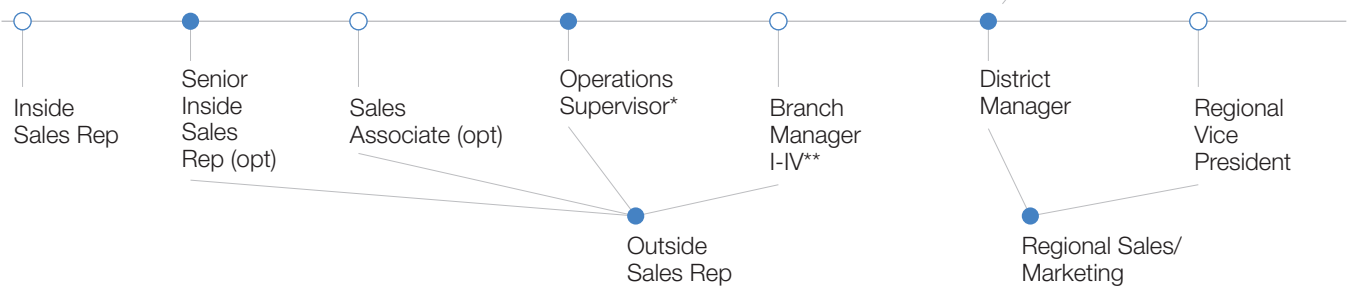 Inside
Sales Rep
Senior
Inside
Sales
Rep (opt)
Sales
Associate (opt)
Operations
Supervisor*
Branch
Manager
I-IV**
District
Manager
Regional
Vice
President
Outside
Sales Rep
Regional Sales/
Marketing